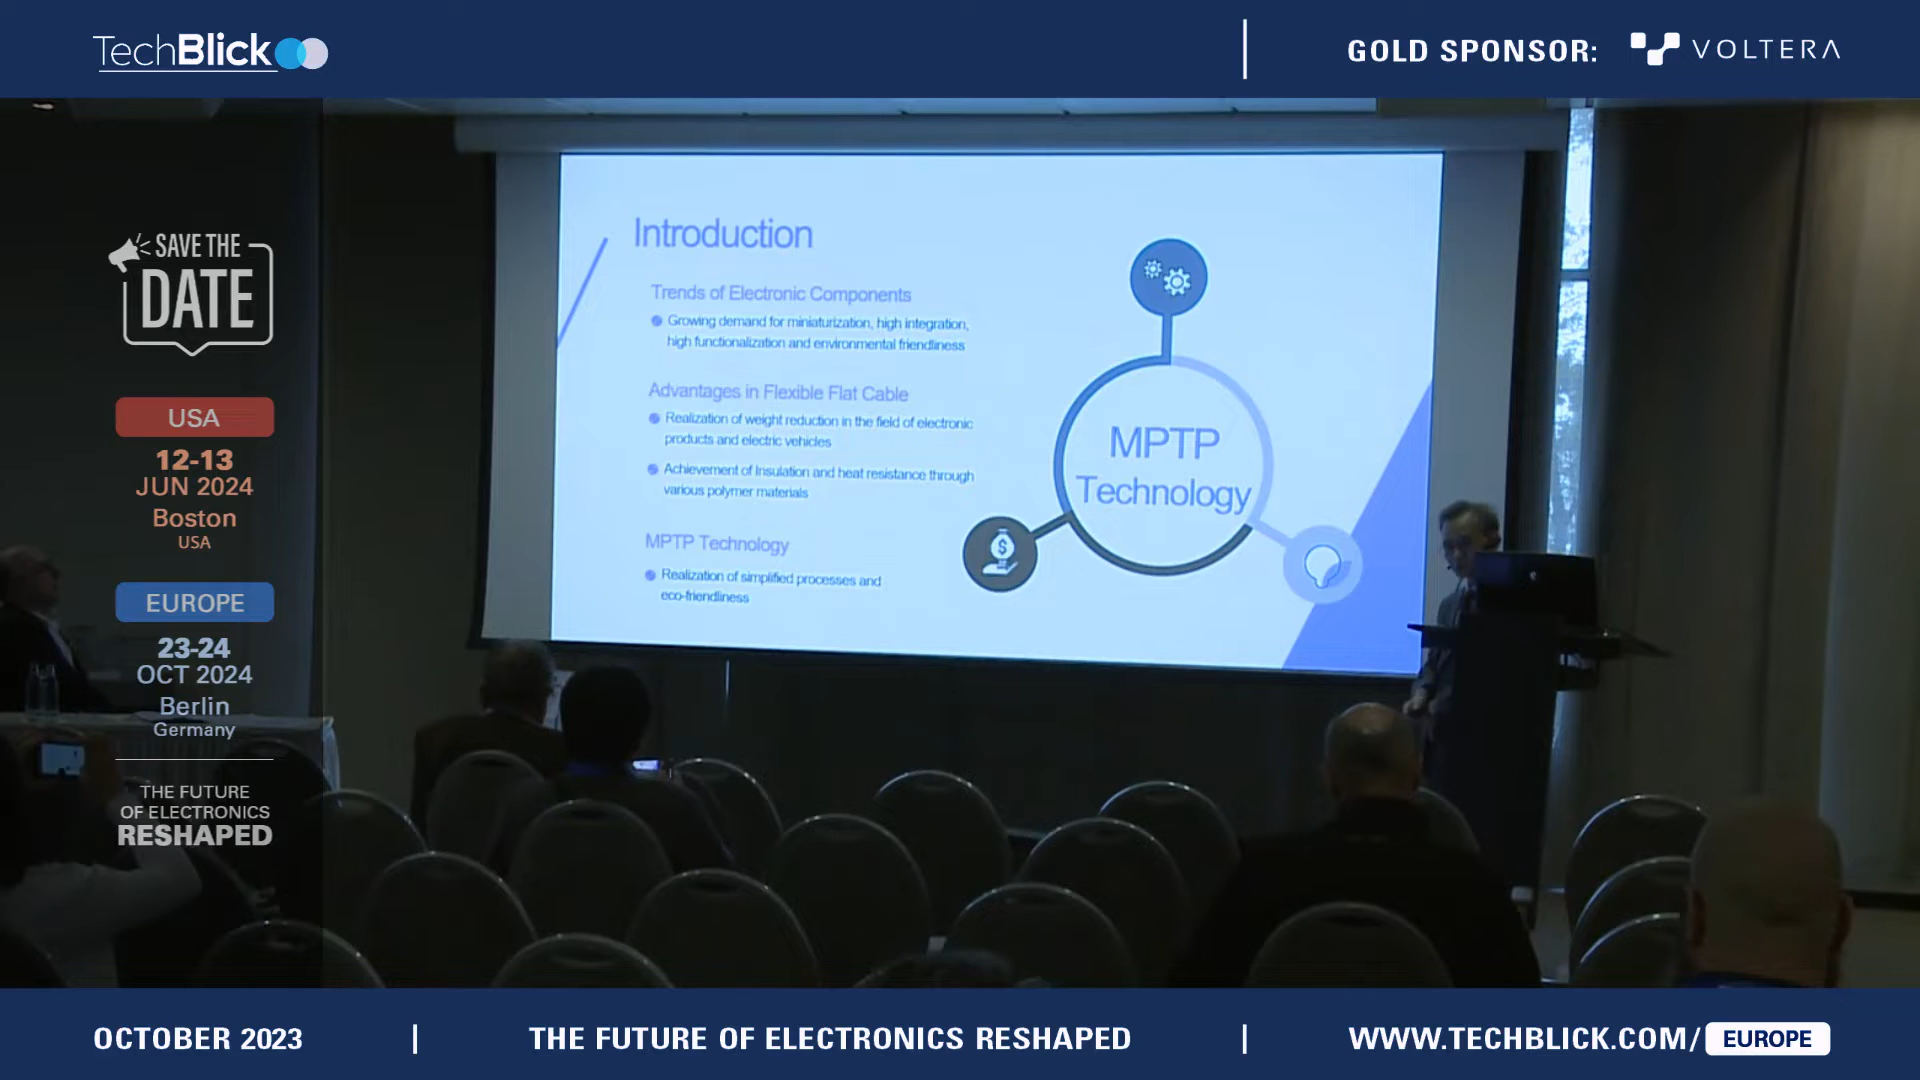 TechBlick
GOLD SPONSOR:
VOLTERA
SAVE THE
DATE
USA
12-13
JUN 2024
Boston
USA
EUROPE
23-24
OCT 2024
Berlin
Germany
THE FUTURE
OF ELECTRONICS
RESHAPED
Introduction
Trends of Electronic Components
Growing demand for miniaturization, high integration,
high functionalization and environmental friendliness
Advantages in Flexible Flat Cable
Realization of weight reduction in the field of electronic
products and electric vehicles
Achievement of Insulation and heat resistance through
various polymer materials
MPTP Technology
Realization of simplified processes and
eco-friendliness
MPTP
Technology
$
OCTOBER 2023
THE FUTURE OF ELECTRONICS RESHAPED
WWW.TECHBLICK.COM/EUROPE